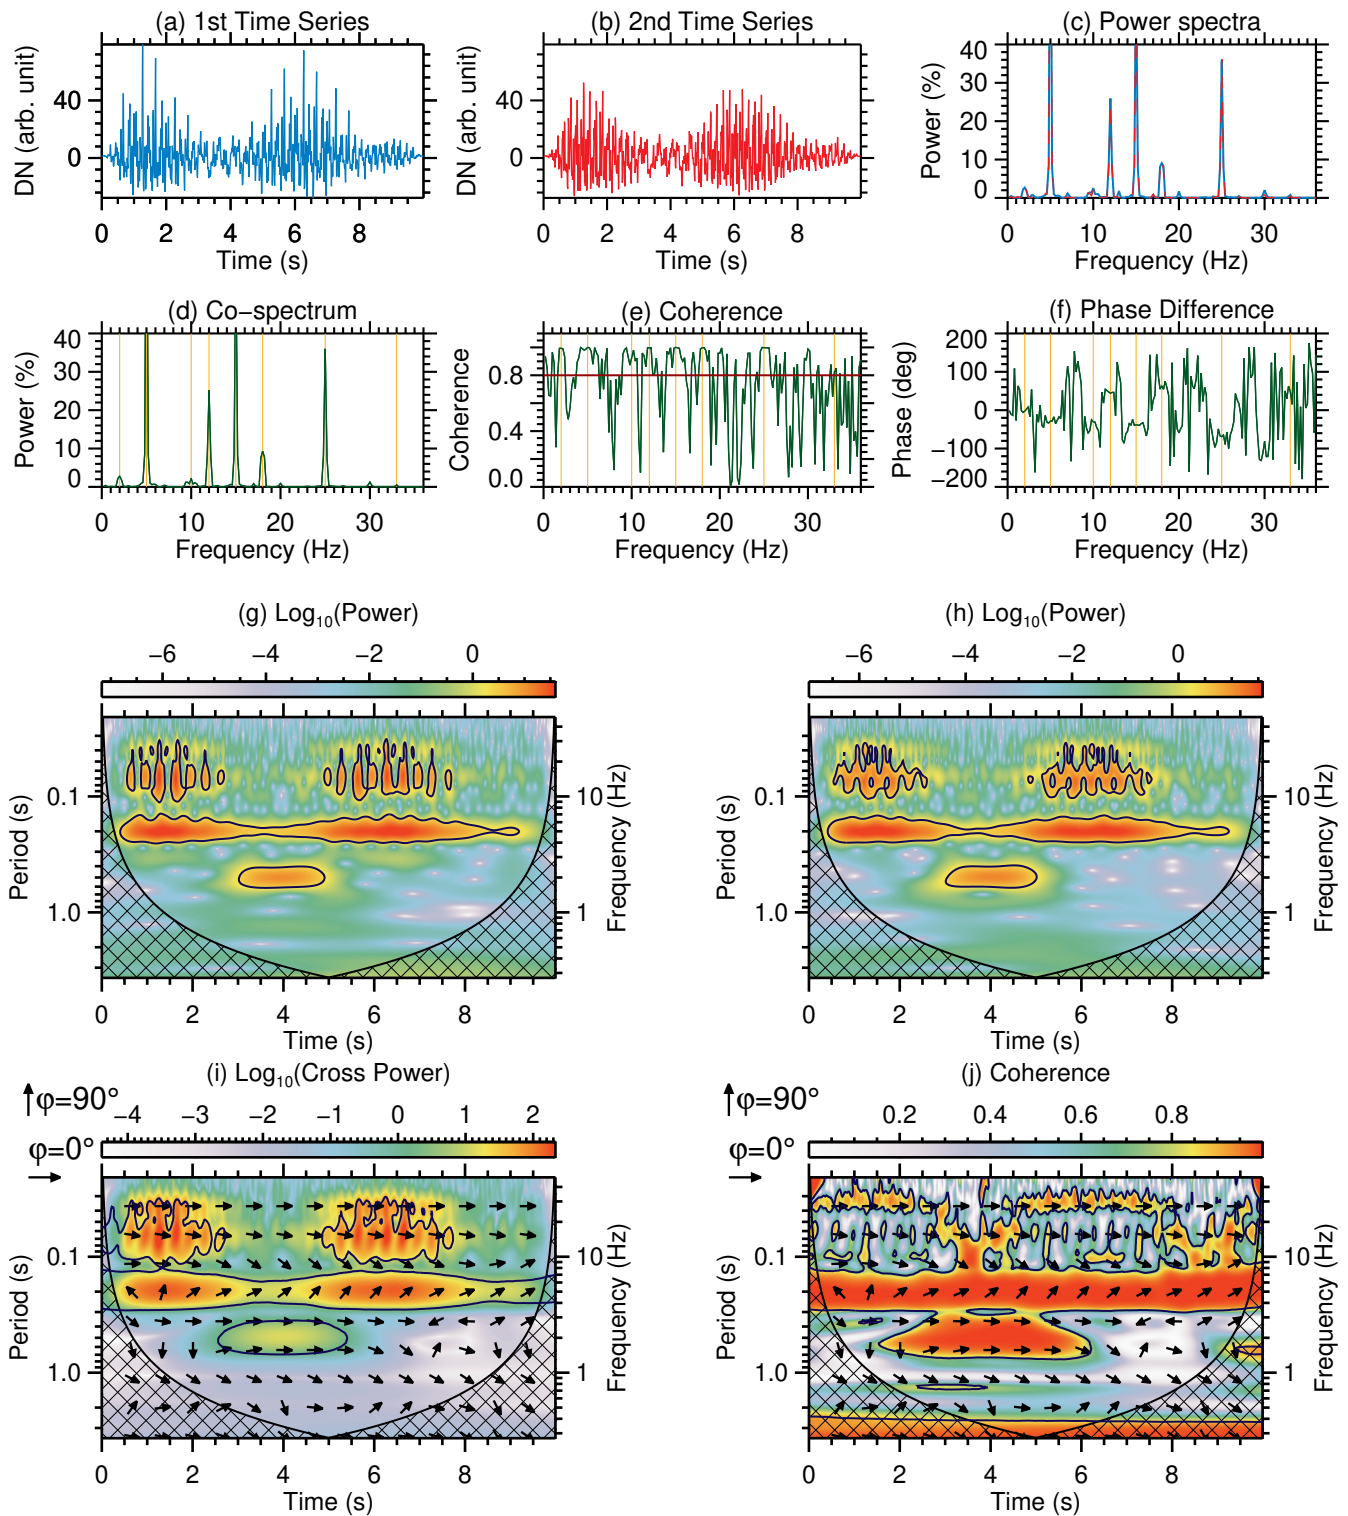 (a) 1st Time Series
(b) 2nd Time Series
(c) Power spectra
DN (arb. unit)
40
0
0 2 4 6 8
Time (s)
DN (arb. unit)
40
0
0 2 4 6 8
Time (s)
Power (%)
40
30
20
10
0
0 10 20 30
Frequency (Hz)
(d) Co−spectrum
(e) Coherence
(f) Phase Difference
Power (%)
40
30
20
10
0
0 10 20 30
Frequency (Hz)
Coherence
0.8
0.4
0.0
0 10 20 30
Frequency (Hz)
Phase (deg)
200
100
0
−100
−200
0 10 20 30
Frequency (Hz)
(g) Log10(Power)
−6 −4 −2 0
Period (s)
0.1
1.0
10
1
Frequency (Hz)
0 2 4 6 8
Time (s)
(h) Log10(Power)
−6 −4 −2 0
Period (s)
0.1
1.0
10
1
Frequency (Hz)
0 2 4 6 8
Time (s)
(i) Log10(Cross Power)
φ=90°
−4 −3 −2 −1 0 1 2
φ=0°
Period (s)
0.1
1.0
10
1
Frequency (Hz)
0 2 4 6 8
Time (s)
(j) Coherence
φ=90°
0.2 0.4 0.6 0.8
φ=0°
Period (s)
0.1
1.0
10
1
Frequency (Hz)
0 2 4 6 8
Time (s)